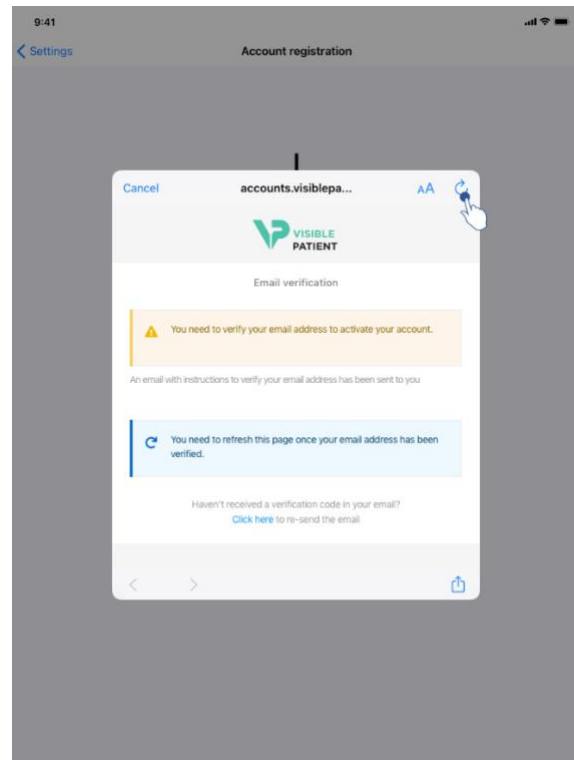 9:41
Settings
Account registration
Cancel
accounts.visiblepa...
AA
VISIBLE
PATIENT
Email verification
You need to verify your email address to activate your account.
An email with instructions to verify your email address has been sent to you
You need to refresh this page once your email address has been
verified.
Haven't received a verification code in your email?
Click here to re-send the email